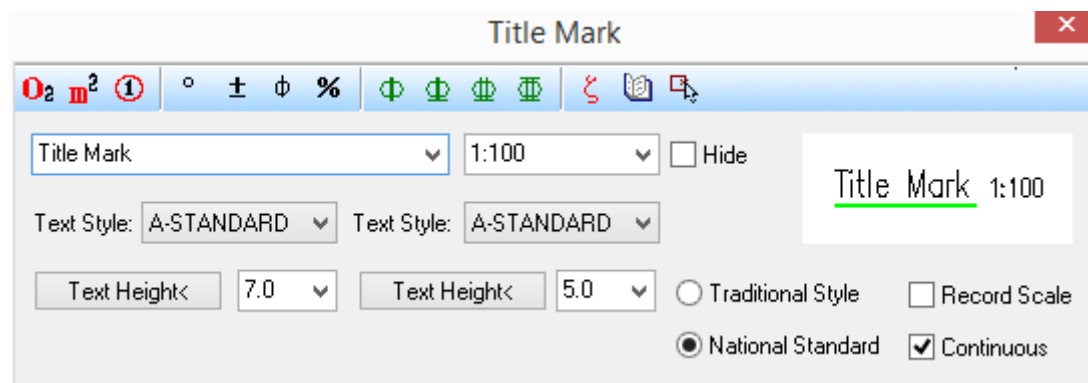 Title Mark
O₂ m² ① ° ± ϕ %  ζ
Title Mark 1:100 Hide
Title Mark 1:100
Text Style: A-STANDARD Text Style: A-STANDARD
Text Height< 7.0 Text Height< 5.0 Traditional Style Record Scale
National Standard Continuous